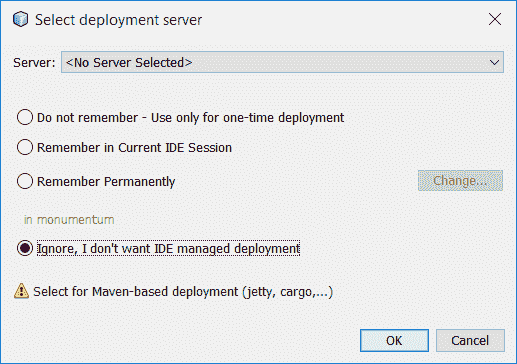 Select deployment server
Server: <No Server Selected>
Do not remember - Use only for one-time deployment
Remember in Current IDE Session
Remember Permanently
Change...
in monumentum
Ignore, I don't want IDE managed deployment
Select for Maven-based deployment (jetty, cargo,...)
OK Cancel